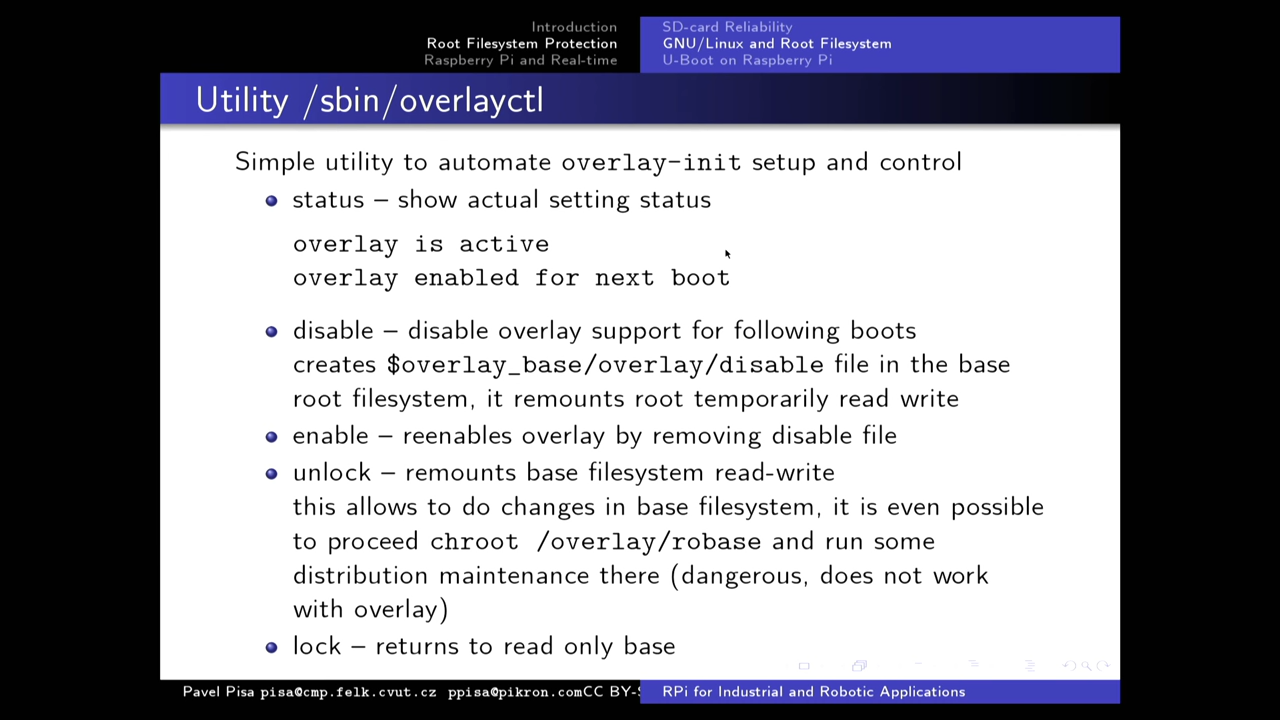 Introduction
Root Filesystem Protection
Raspberry Pi and Real-time
SD-card Reliability
GNU/Linux and Root Filesystem
U-Boot on Raspberry Pi
Utility /sbin/overlayctl
Simple utility to automate overlay-init setup and control
status – show actual setting status
overlay is active
overlay enabled for next boot
disable – disable overlay support for following boots
creates $overlay_base/overlay/disable file in the base
root filesystem, it remounts root temporarily read write
enable – reenables overlay by removing disable file
unlock – remounts base filesystem read-write
this allows to do changes in base filesystem, it is even possible
to proceed chroot /overlay/robase and run some
distribution maintenance there (dangerous, does not work
with overlay)
lock – returns to read only base
Pavel Pisa pisa@cmp.felk.cvut.cz ppisa@pikron.comCC BY-
RPi for Industrial and Robotic Applications